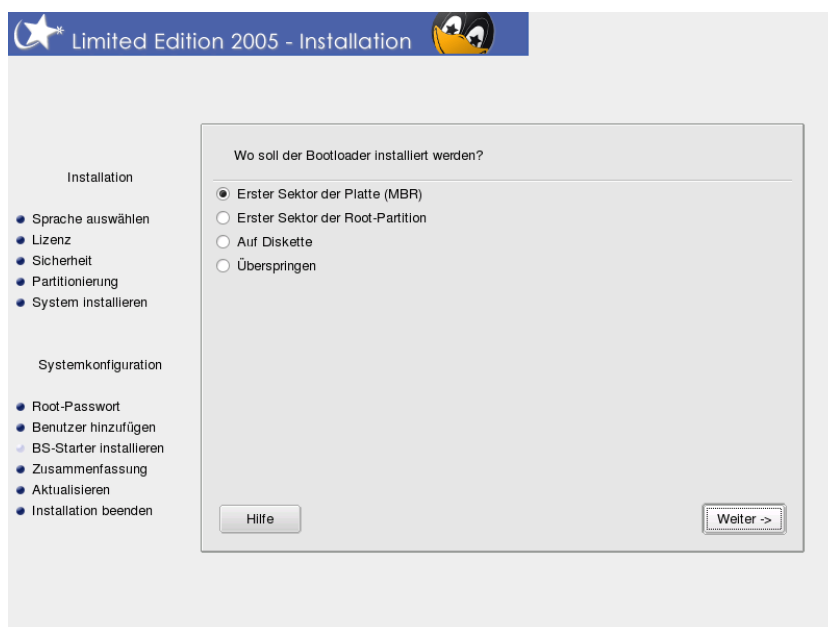 Limited Edition 2005 - Installation
Wo soll der Bootloader installiert werden?
Installation
Sprache auswählen
Lizenz
Sicherheit
Partitionierung
System installieren
Systemkonfiguration
Root-Passwort
Benutzer hinzufügen
BS-Starter installieren
Zusammenfassung
Aktualisieren
Installation beenden
Erster Sektor der Platte (MBR)
Erster Sektor der Root-Partition
Auf Diskette
Überspringen
Hilfe
Weiter ->